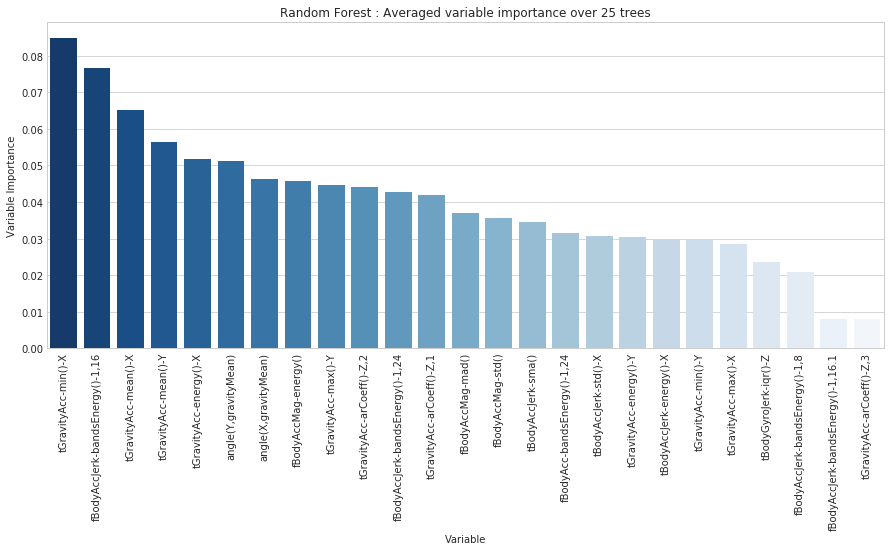 Random Forest : Averaged variable importance over 25 trees
Variable Importance
0.08
0.07
0.06
0.05
0.04
0.03
0.02
0.01
0.00
tGravityAcc-min()-X
fBodyAccJerk-bandsEnergy()-1,16
tGravityAcc-mean()-X
tGravityAcc-mean()-Y
tGravityAcc-energy()-X
angle(Y,gravityMean)
angle(X,gravityMean)
fBodyAccMag-energy()
tGravityAcc-max()-Y
tGravityAcc-arCoeff()-Z,2
fBodyAccJerk-bandsEnergy()-1,24
tGravityAcc-arCoeff()-Z,1
fBodyAccMag-mad()
fBodyAccMag-std()
tBodyAccJerk-sma()
fBodyAcc-bandsEnergy()-1,24
tBodyAccJerk-std()-X
tGravityAcc-energy()-Y
tBodyAccJerk-energy()-X
tGravityAcc-min()-Y
tGravityAcc-max()-X
tBodyGyroJerk-iqr()-Z
fBodyAccJerk-bandsEnergy()-1,8
fBodyAccJerk-bandsEnergy()-1,16.1
tGravityAcc-arCoeff()-Z,3
Variable